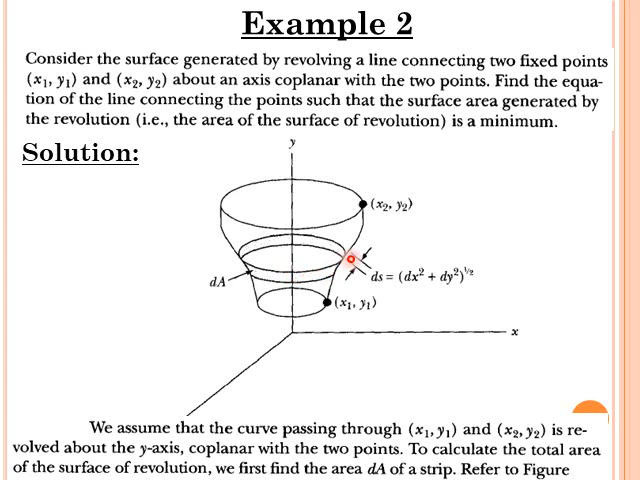 Example 2
Consider the surface generated by revolving a line connecting two fixed points
(x₁, y₁) and (x₂, y₂) about an axis coplanar with the two points. Find the equa-
tion of the line connecting the points such that the surface area generated by
the revolution (i.e., the area of the surface of revolution) is a minimum.
Solution:
y
(x₂, y₂)
dA
ds = (dx² + dy²)^½
(x₁, y₁)
x
We assume that the curve passing through (x₁, y₁) and (x₂, y₂) is re-
volved about the y-axis, coplanar with the two points. To calculate the total area
of the surface of revolution, we first find the area dA of a strip. Refer to Figure